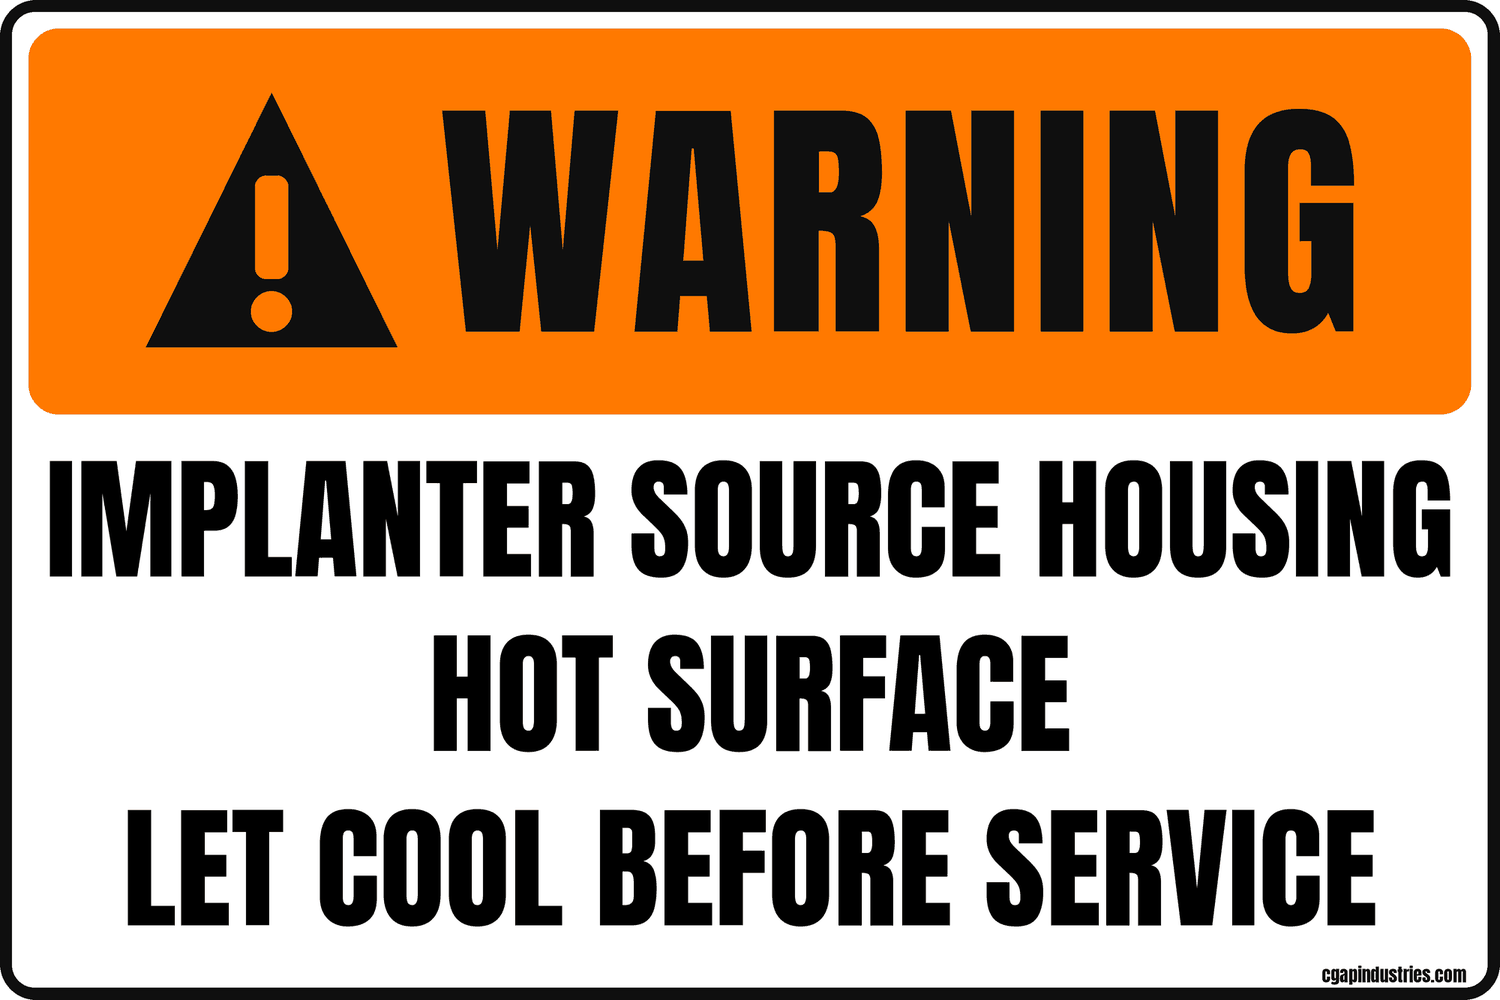 WARNING
IMPLANTER SOURCE HOUSING
HOT SURFACE
LET COOL BEFORE SERVICE
cgapindustries.com